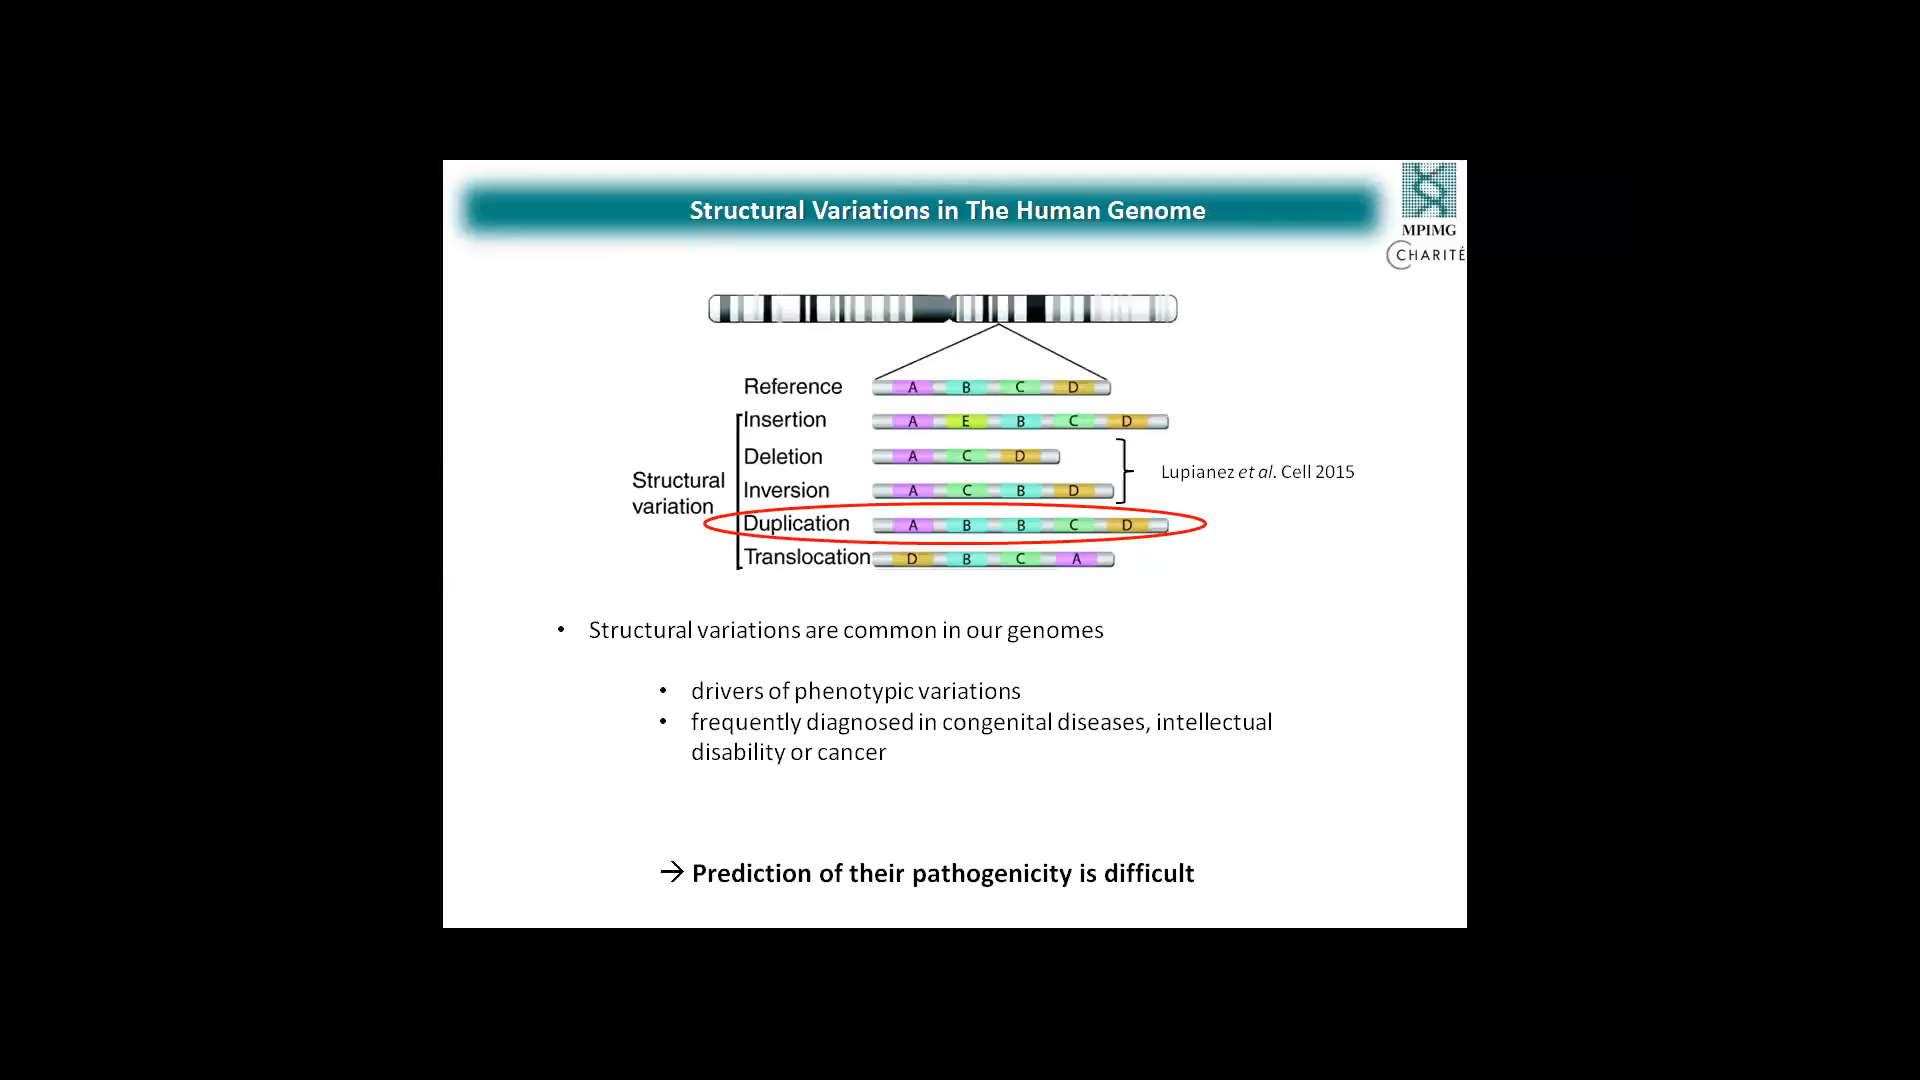 Structural Variations in The Human Genome
MPIMG
CHARITÉ
Reference A B C D
Insertion A E B C D
Deletion A C D
Inversion A C B D
Duplication A B B C D
Translocation D B C A
Structural
variation
Lupianez et al. Cell 2015
• Structural variations are common in our genomes
• drivers of phenotypic variations
• frequently diagnosed in congenital diseases, intellectual
disability or cancer
→ Prediction of their pathogenicity is difficult